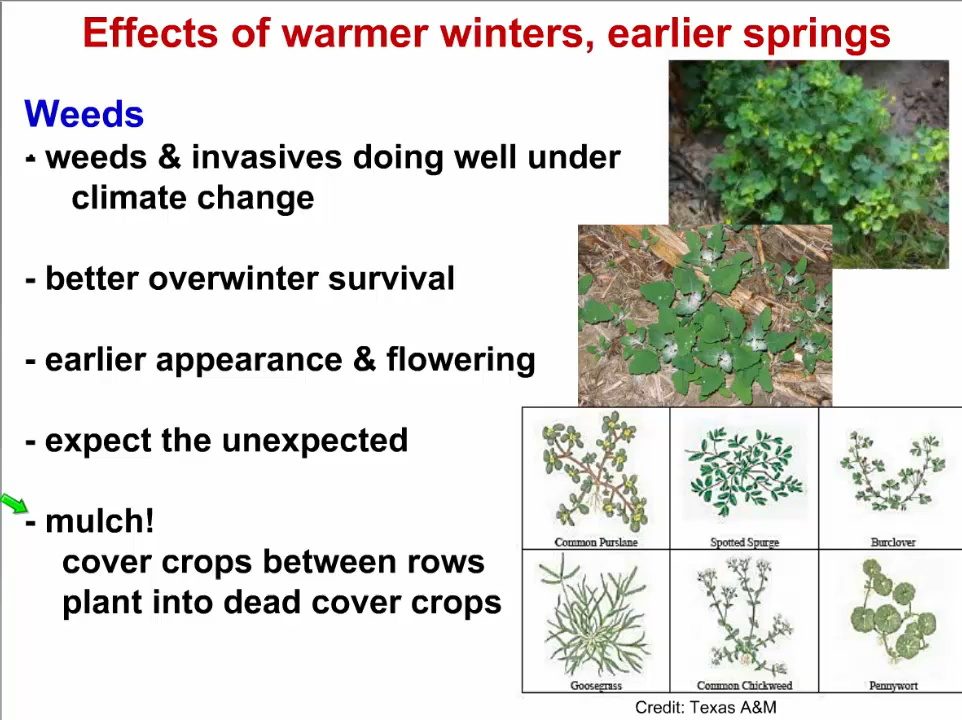 Effects of warmer winters, earlier springs
Weeds
- weeds & invasives doing well under
climate change
- better overwinter survival
- earlier appearance & flowering
- expect the unexpected
- mulch!
cover crops between rows
plant into dead cover crops
Common Purslane
Spotted Spurge
Burclover
Goosegrass
Common Chickweed
Pennywort
Credit: Texas A&M